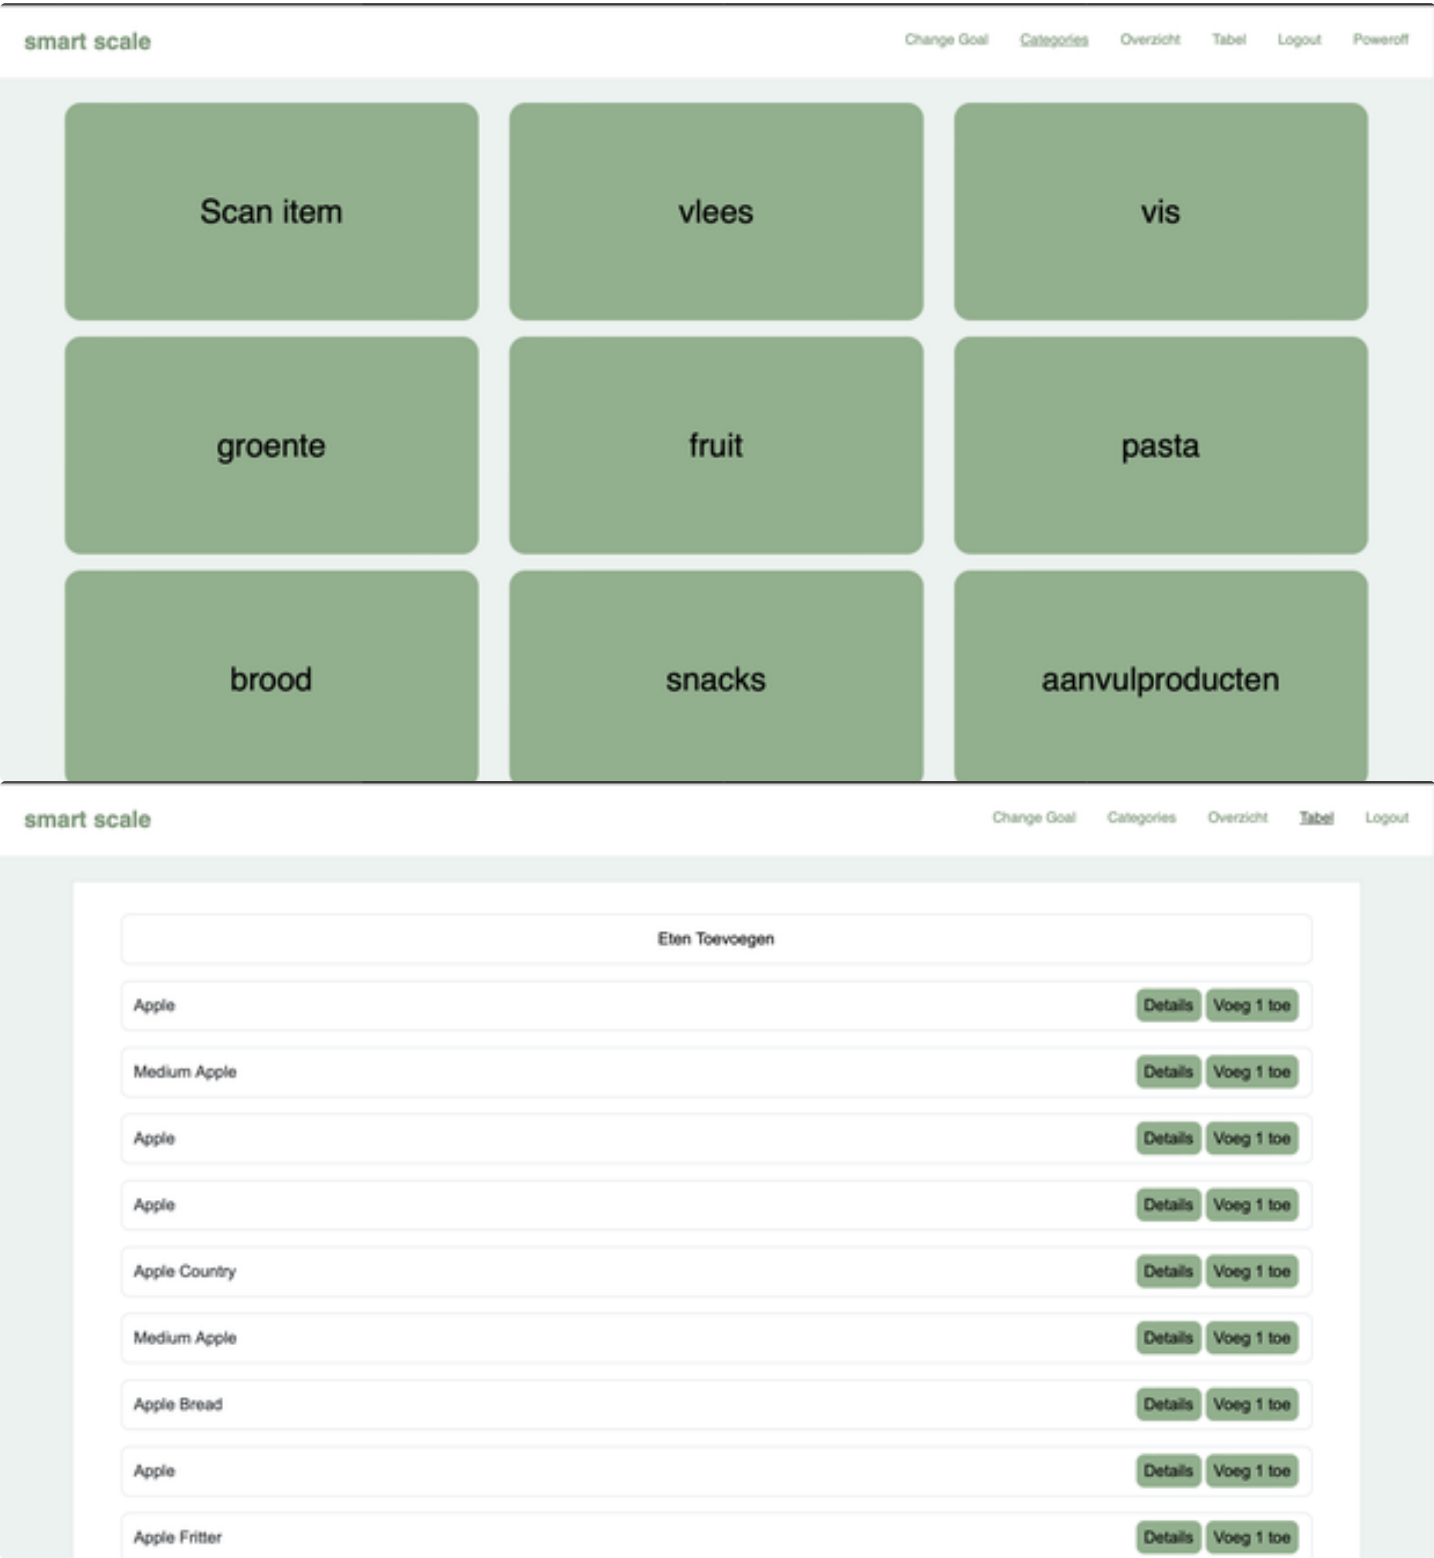 smart scale Change Goal Categories Overzicht Tabel Logout Poweroff
Scan item vlees vis
groente fruit pasta
brood snacks aanvulproducten
smart scale Change Goal Categories Overzicht Tabel Logout
Eten Toevoegen
Apple Details Voeg 1 toe
Medium Apple Details Voeg 1 toe
Apple Details Voeg 1 toe
Apple Details Voeg 1 toe
Apple Country Details Voeg 1 toe
Medium Apple Details Voeg 1 toe
Apple Bread Details Voeg 1 toe
Apple Details Voeg 1 toe
Apple Fritter Details Voeg 1 toe